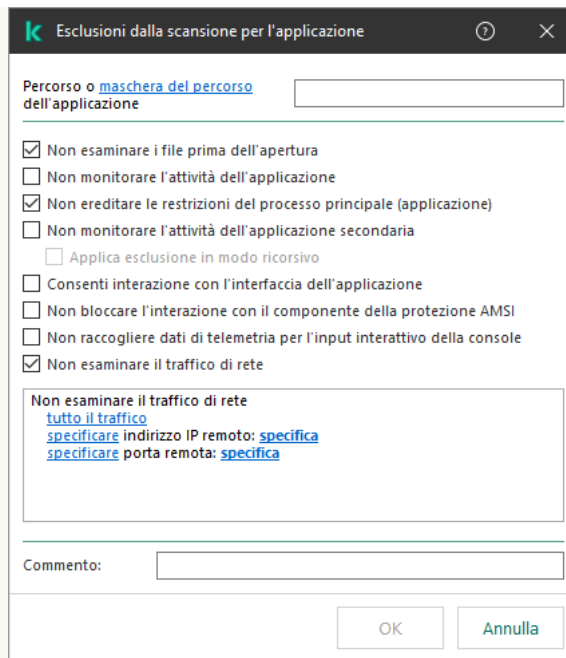 Esclusioni dalla scansione per l'applicazione
Percorso o maschera del percorso
dell'applicazione
Non esaminare i file prima dell'apertura
Non monitorare l'attività dell'applicazione
Non ereditare le restrizioni del processo principale (applicazione)
Non monitorare l'attività dell'applicazione secondaria
Applica esclusione in modo ricorsivo
Consenti interazione con l'interfaccia dell'applicazione
Non bloccare l'interazione con il componente della protezione AMSI
Non raccogliere dati di telemetria per l'input interattivo della console
Non esaminare il traffico di rete
Non esaminare il traffico di rete
tutto il traffico
specificare indirizzo IP remoto: specifica
specificare porta remota: specifica
Commento:
OK Annulla